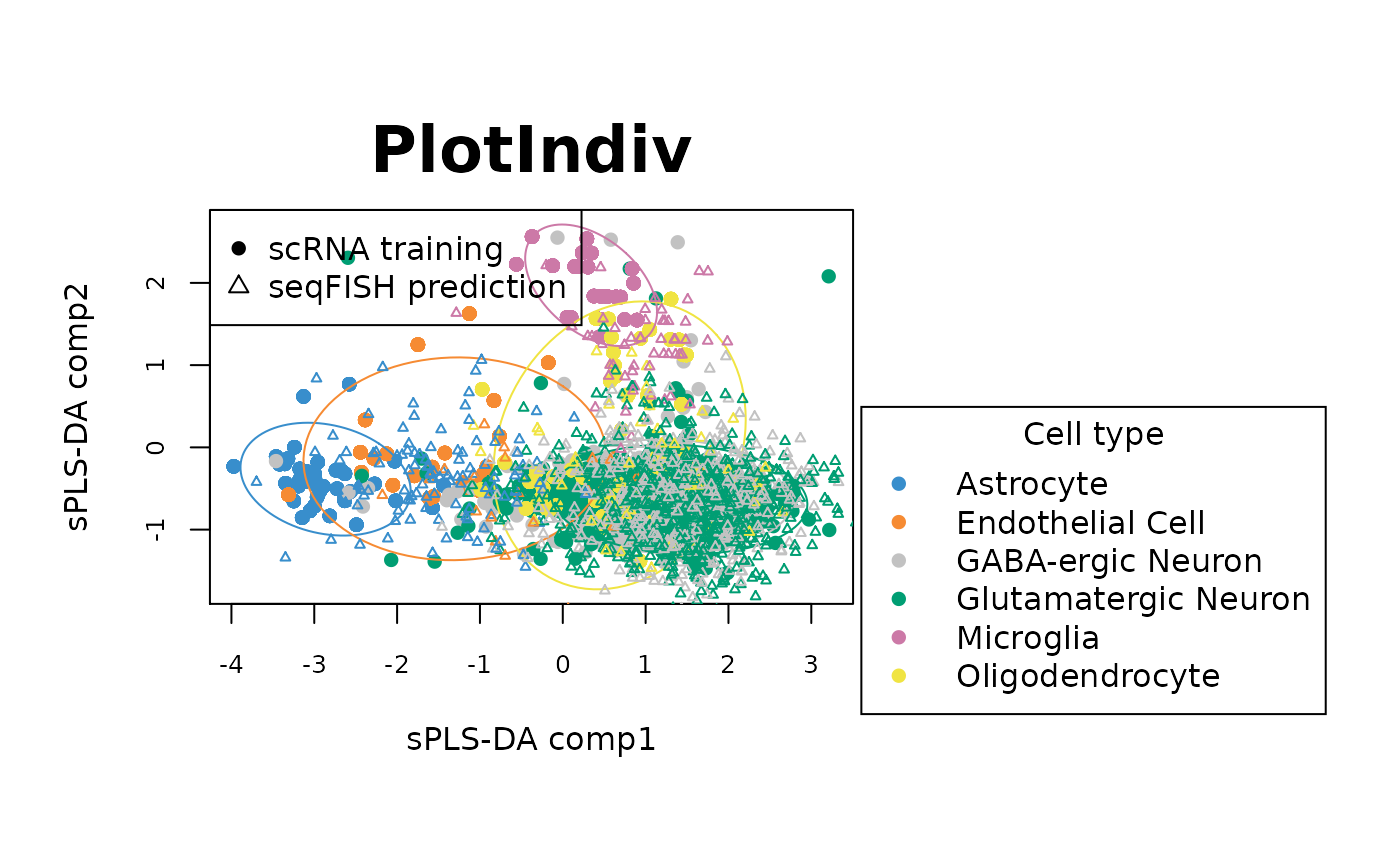 PlotIndiv
scRNA training
seqFISH prediction
sPLS-DA comp2
2
1
0
-1
-4 -3 -2 -1 0 1 2 3
sPLS-DA comp1
Cell type
Astrocyte
Endothelial Cell
GABA-ergic Neuron
Glutamatergic Neuron
Microglia
Oligodendrocyte